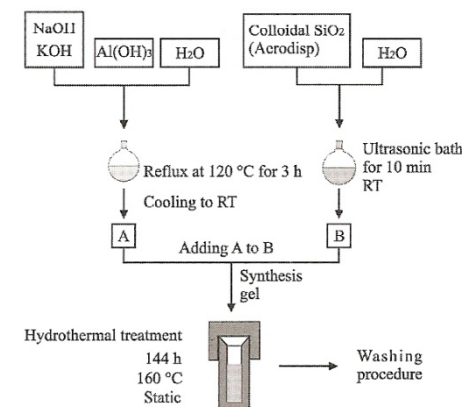 NaOH
KOH
Al(OH)3
H2O
Colloidal SiO2
(Aerodisp)
H2O
Reflux at 120 °C for 3 h
Cooling to RT
Ultrasonic bath
for 10 min
RT
A
B
Adding A to B
Synthesis
gel
Hydrothermal treatment
144 h
160 °C
Static
Washing
procedure